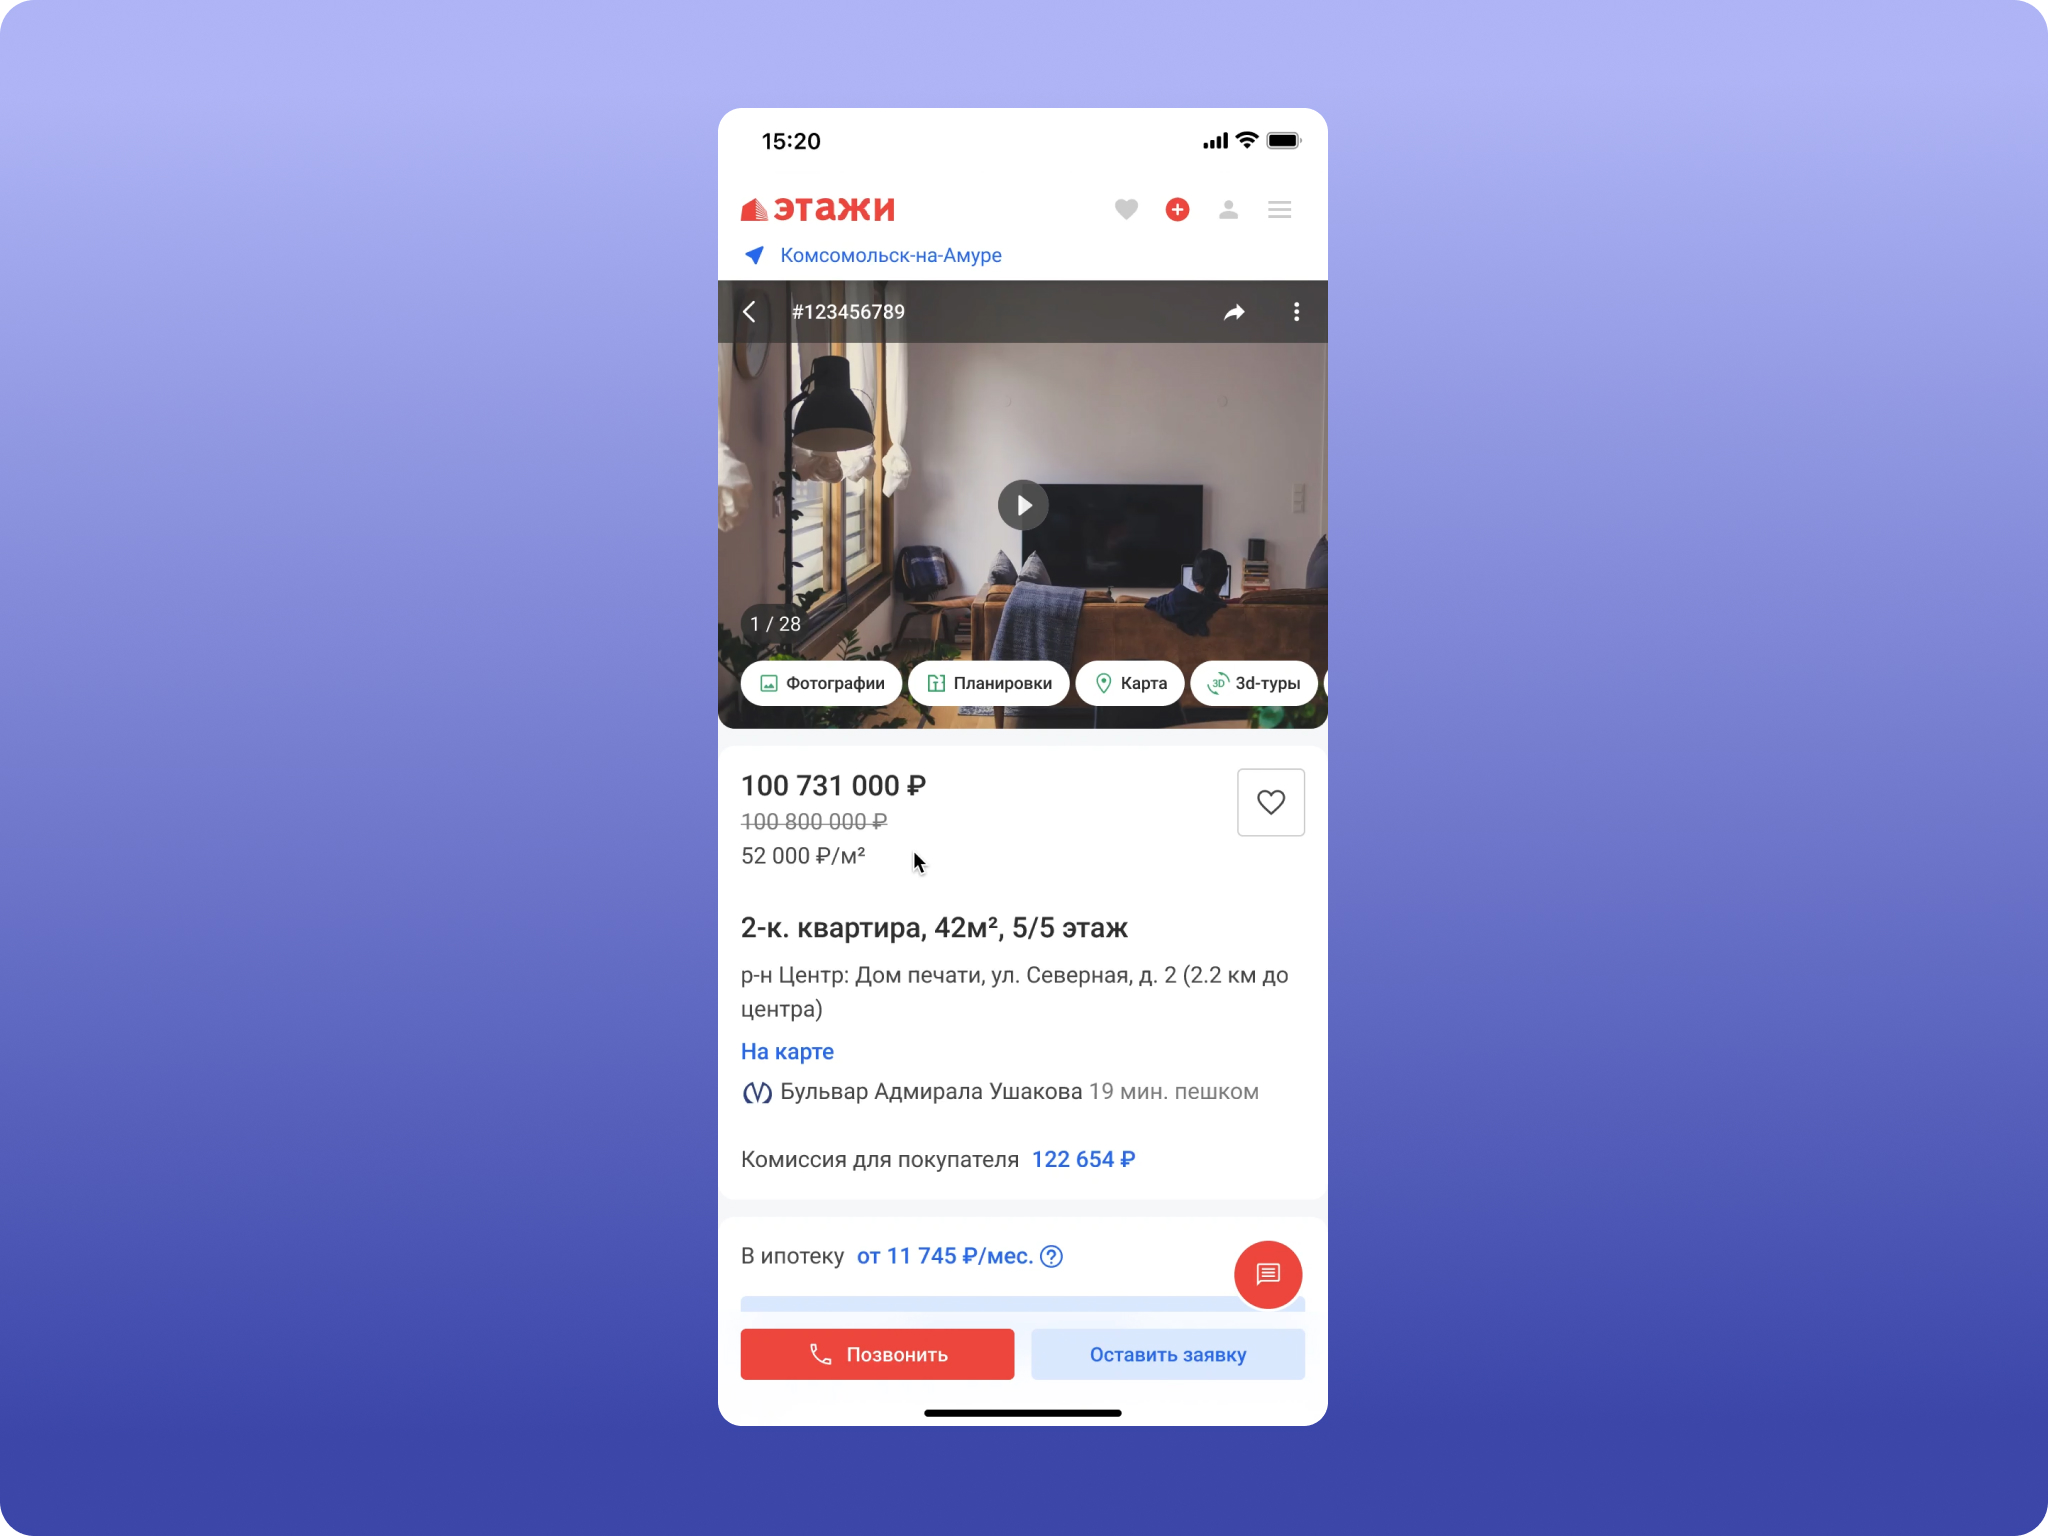 15:20
этажи
Комсомольск-на-Амуре
#123456789
1 / 28
Фотографии
Планировки
Карта
3D
3d-туры
100 731 000 ₽
100 800 000 ₽
52 000 ₽/м²
2-к. квартира, 42м², 5/5 этаж
р-н Центр: Дом печати, ул. Северная, д. 2 (2.2 км до
центра)
На карте
Бульвар Адмирала Ушакова 19 мин. пешком
Комиссия для покупателя 122 654 ₽
В ипотеку от 11 745 ₽/мес. ?
Позвонить
Оставить заявку